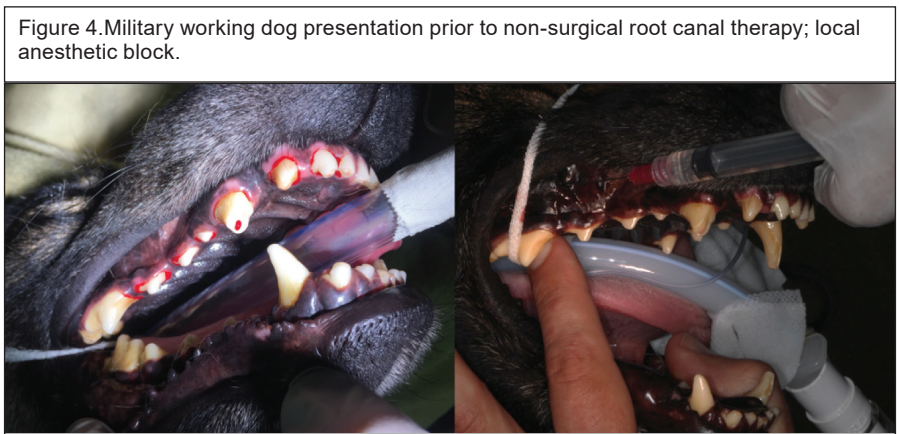 Figure 4.Military working dog presentation prior to non-surgical root canal therapy; local
anesthetic block.